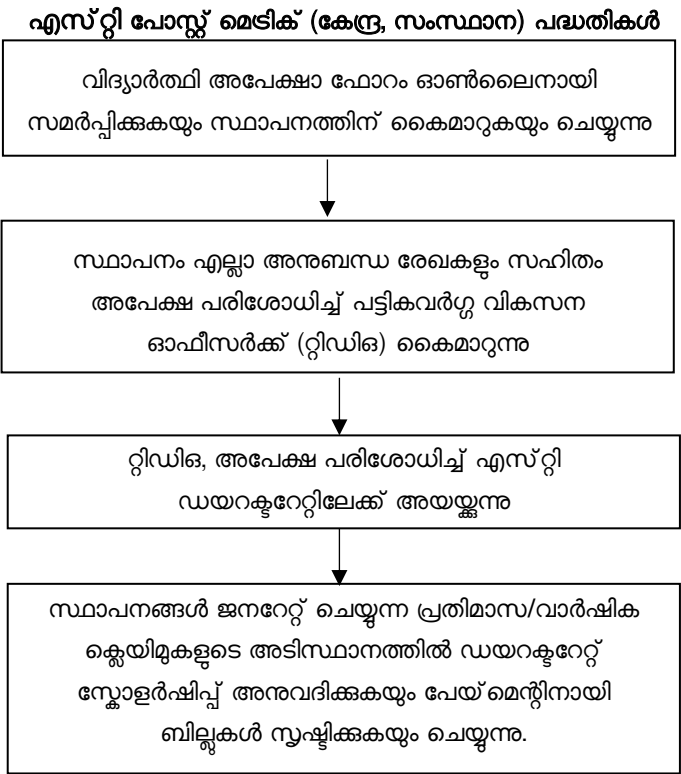 എസ്റ്റി പോസ്റ്റ് മെട്രിക് (കേന്ദ്ര, സംസ്ഥാന) പദ്ധതികൾ
വിദ്യാർത്ഥി അപേക്ഷാ ഫോറം ഓൺലൈനായി
സമർപ്പിക്കുകയും സ്ഥാപനത്തിന് കൈമാറുകയും ചെയ്യുന്നു
സ്ഥാപനം എല്ലാ അനുബന്ധ രേഖകളും സഹിതം
അപേക്ഷ പരിശോധിച്ച് പട്ടികവർഗ്ഗ വികസന
ഓഫീസർക്ക് (റ്റിഡിഒ) കൈമാറുന്നു
റ്റിഡിഒ, അപേക്ഷ പരിശോധിച്ച് എസ്റ്റി
ഡയറക്ടറേറ്റിലേക്ക് അയയ്ക്കുന്നു
സ്ഥാപനങ്ങൾ ജനറേറ്റ് ചെയ്യുന്ന പ്രതിമാസ/വാർഷിക
ക്ലെയിമുകളുടെ അടിസ്ഥാനത്തിൽ ഡയറക്ടറേറ്റ്
സ്കോളർഷിപ്പ് അനുവദിക്കുകയും പേയ്മെന്റിനായി
ബില്ലുകൾ സൃഷ്ടിക്കുകയും ചെയ്യുന്നു.